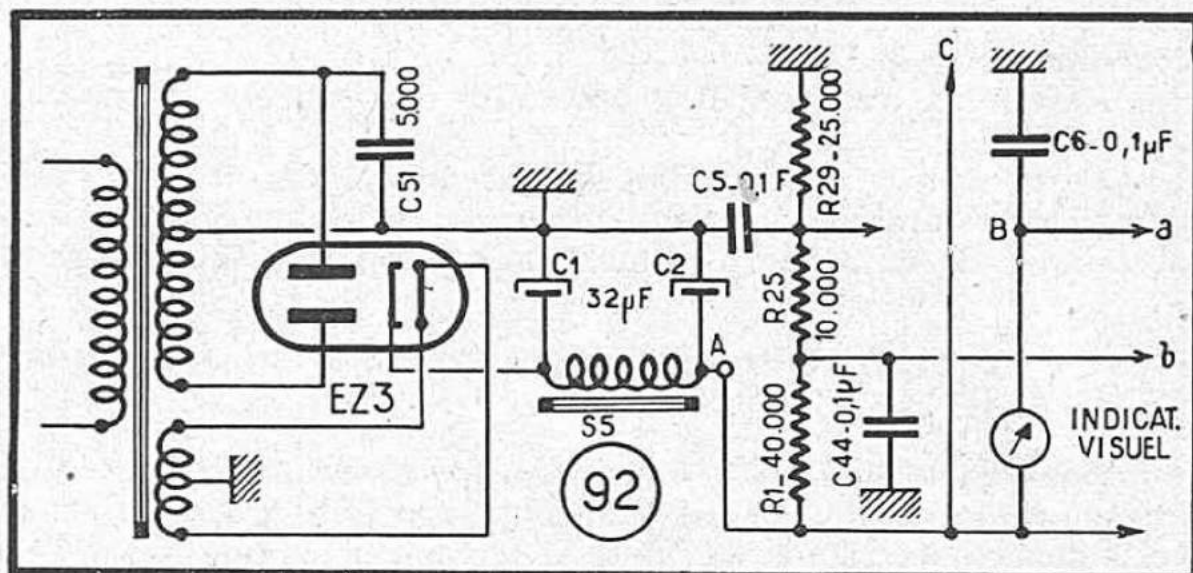 C51 5.000
EZ3
C1
32µF
C2
S5
92
A
C5-0,1 F
R29-25.000
R25 10.000
R1-40.000
C44-0,1µF
C
C6-0,1µF
B
a
b
INDICAT.
VISUEL